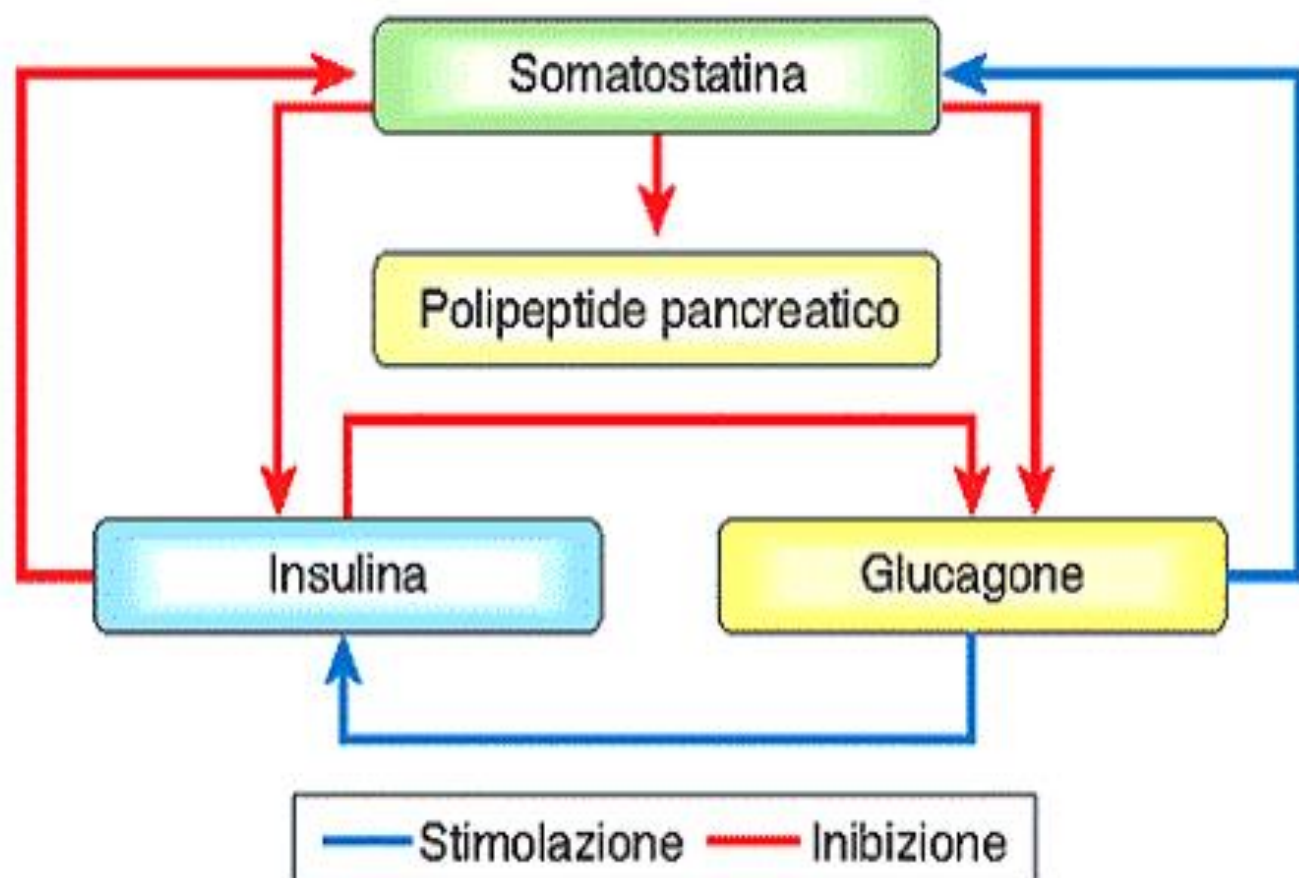 Somatostatina
Polipeptide pancreatico
Insulina
Glucagone
Stimolazione Inibizione